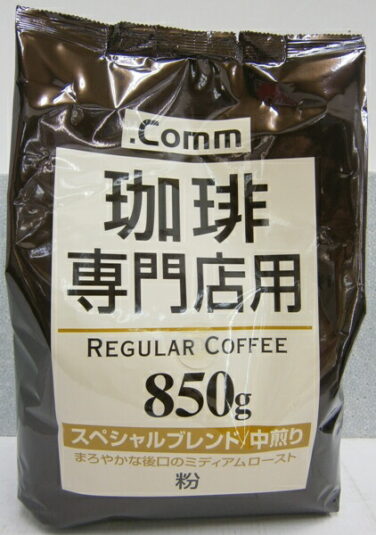 .Comm
珈琲
専門店用
REGULAR COFFEE
850g
スペシャルブレンド/中煎り
まろやかな後口のミディアムロースト
粉